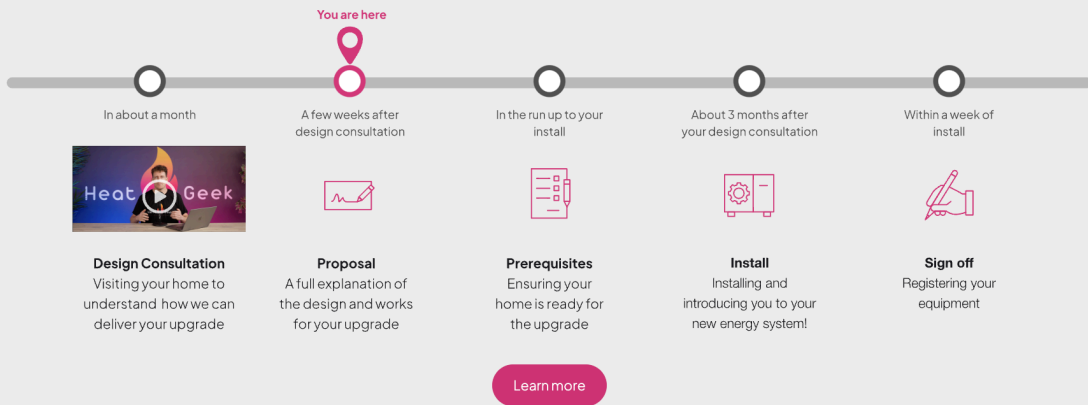 You are here
In about a month
A few weeks after
design consultation
In the run up to your
install
About 3 months after
your design consultation
Within a week of
install
Heat Geek
Design Consultation
Visiting your home to
understand how we can
deliver your upgrade
Proposal
A full explanation of
the design and works
for your upgrade
Prerequisites
Ensuring your
home is ready for
the upgrade
Install
Installing and
introducing you to your
new energy system!
Sign off
Registering your
equipment
Learn more